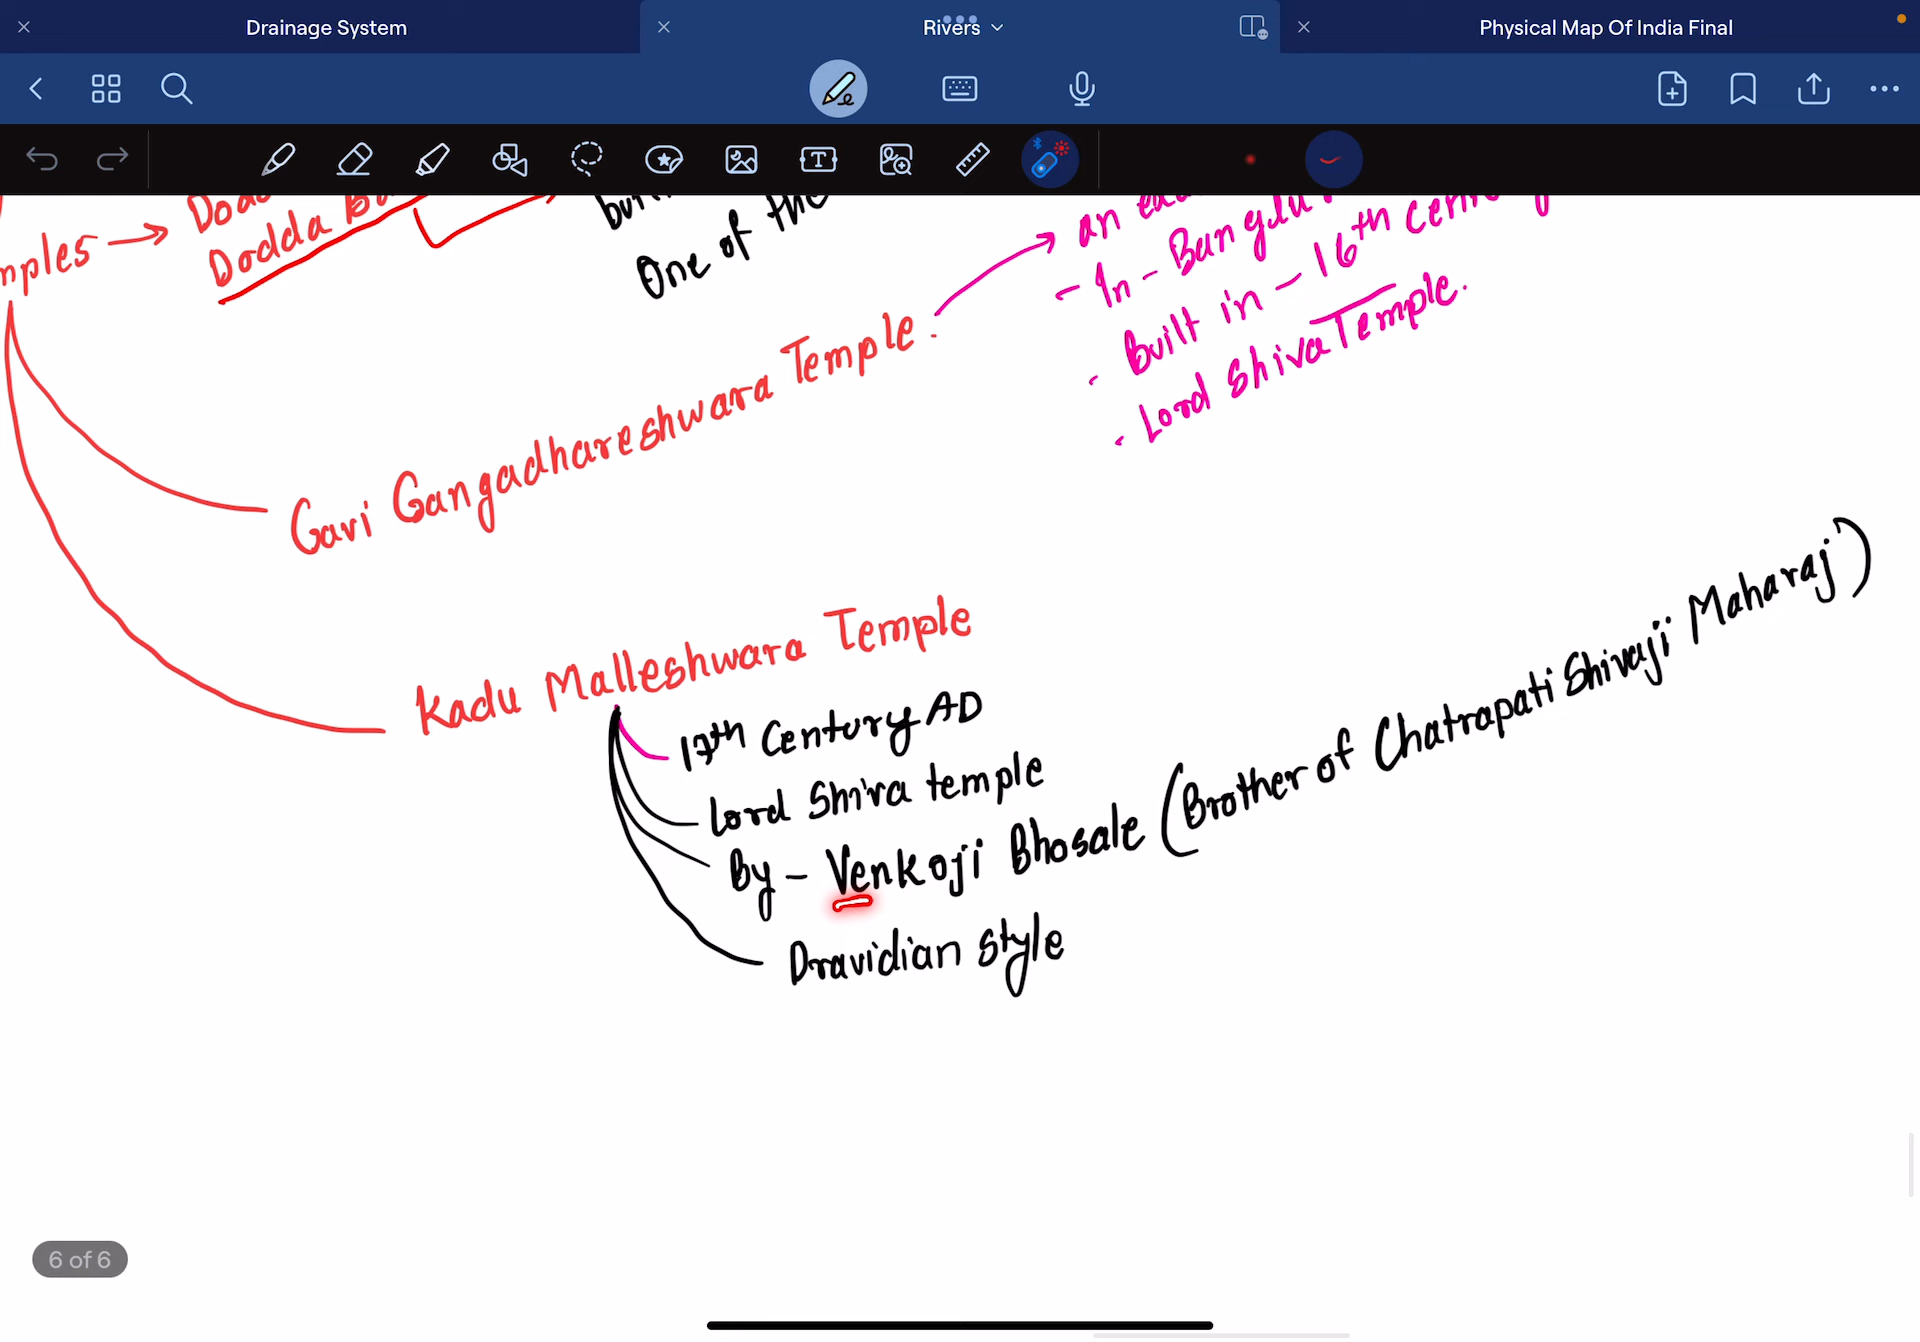 Drainage System
Rivers
Physical Map Of India Final
Dodda
One of the
In - 
Built in - 16th
Lord Shiva Temple.
Gavi Gangadhareshwara Temple.
Kadu Malleshwara Temple
17th Century AD
lord Shiva temple
By - Venkoji Bhosale (Brother of Chatrapati Shivaji Maharaj)
Dravidian style
6 of 6